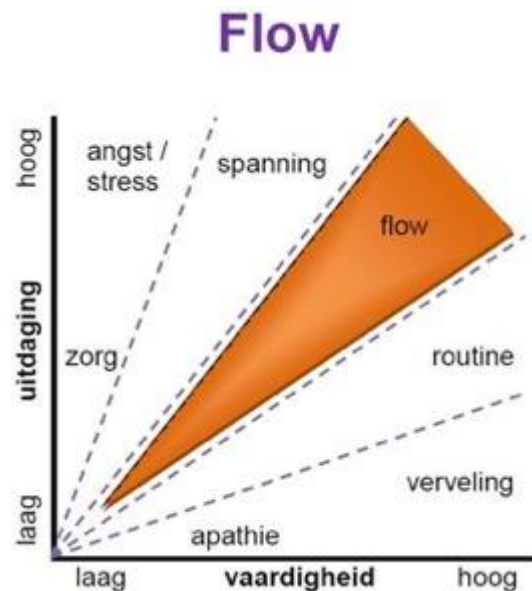 Flow
hoog
angst /
stress
spanning
flow
uitdaging
zorg
routine
verveling
laag
apathie
laag
vaardigheid
hoog